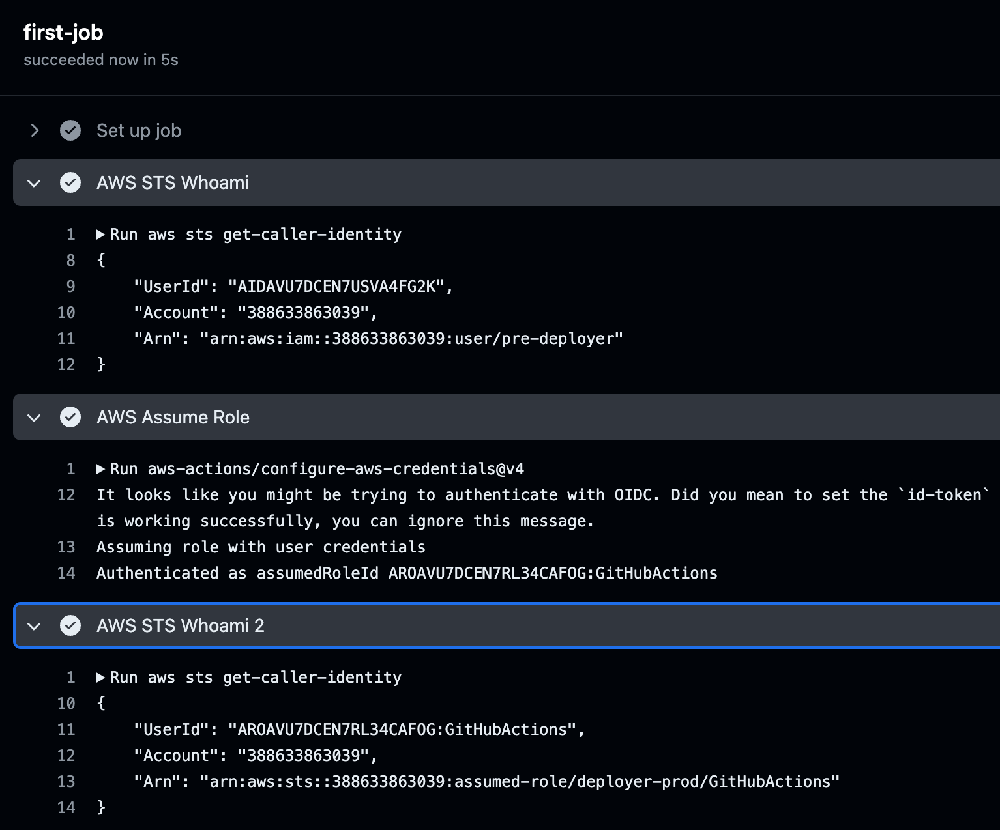 first-job
succeeded now in 5s
Set up job
AWS STS Whoami
1 Run aws sts get-caller-identity
8 {
9 "UserId": "AIDAVU7DCEN7USVA4FG2K",
10 "Account": "388633863039",
11 "Arn": "arn:aws:iam::388633863039:user/pre-deployer"
12 }
AWS Assume Role
1 Run aws-actions/configure-aws-credentials@v4
12 It looks like you might be trying to authenticate with OIDC. Did you mean to set the `id-token`
is working successfully, you can ignore this message.
13 Assuming role with user credentials
14 Authenticated as assumedRoleId AROAVU7DCEN7RL34CAFOG:GitHubActions
AWS STS Whoami 2
1 Run aws sts get-caller-identity
10 {
11 "UserId": "AROAVU7DCEN7RL34CAFOG:GitHubActions",
12 "Account": "388633863039",
13 "Arn": "arn:aws:sts::388633863039:assumed-role/deployer-prod/GitHubActions"
14 }